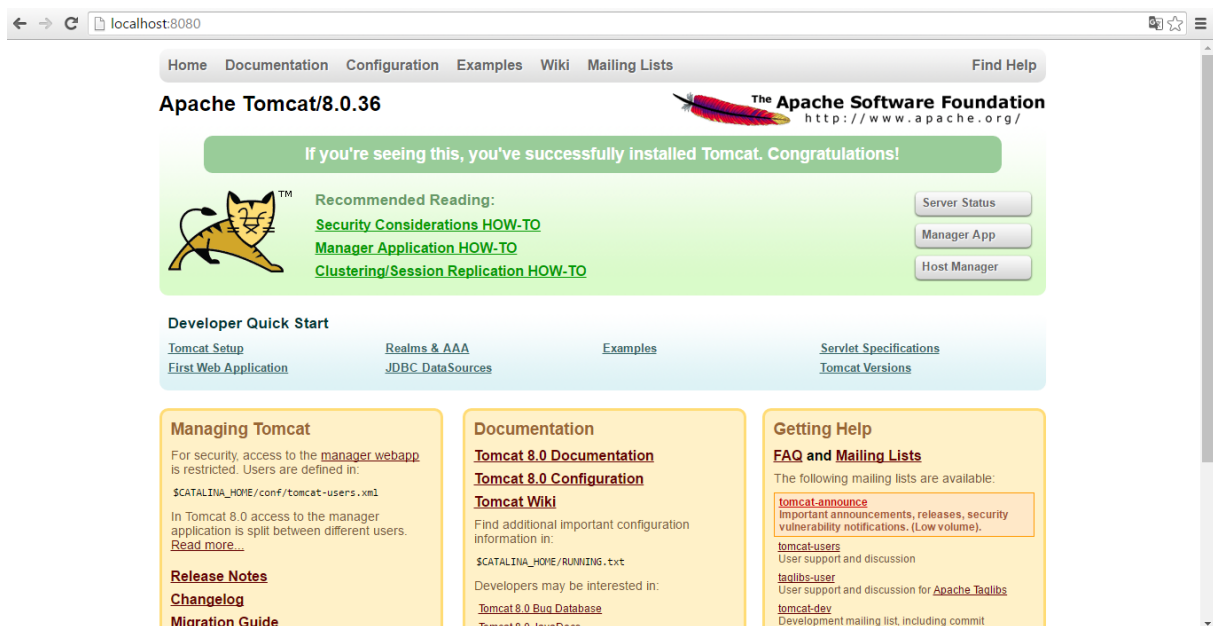 localhost:8080
Home Documentation Configuration Examples Wiki Mailing Lists Find Help
Apache Tomcat/8.0.36
The Apache Software Foundation
http://www.apache.org/
If you're seeing this, you've successfully installed Tomcat. Congratulations!
TM
Recommended Reading:
Security Considerations HOW-TO
Manager Application HOW-TO
Clustering/Session Replication HOW-TO
Server Status
Manager App
Host Manager
Developer Quick Start
Tomcat Setup
First Web Application
Realms & AAA
JDBC DataSources
Examples
Servlet Specifications
Tomcat Versions
Managing Tomcat
For security, access to the manager webapp
is restricted. Users are defined in:
$CATALINA_HOME/conf/tomcat-users.xml
In Tomcat 8.0 access to the manager
application is split between different users.
Read more...
Release Notes
Changelog
Migration Guide
Documentation
Tomcat 8.0 Documentation
Tomcat 8.0 Configuration
Tomcat Wiki
Find additional important configuration
information in:
$CATALINA_HOME/RUNNING.txt
Developers may be interested in:
Tomcat 8.0 Bug Database
Tomcat 8.0 JavaDocs
Getting Help
FAQ and Mailing Lists
The following mailing lists are available:
tomcat-announce
Important announcements, releases, security
vulnerability notifications. (Low volume).
tomcat-users
User support and discussion
taglibs-user
User support and discussion for Apache Taglibs
tomcat-dev
Development mailing list, including commit